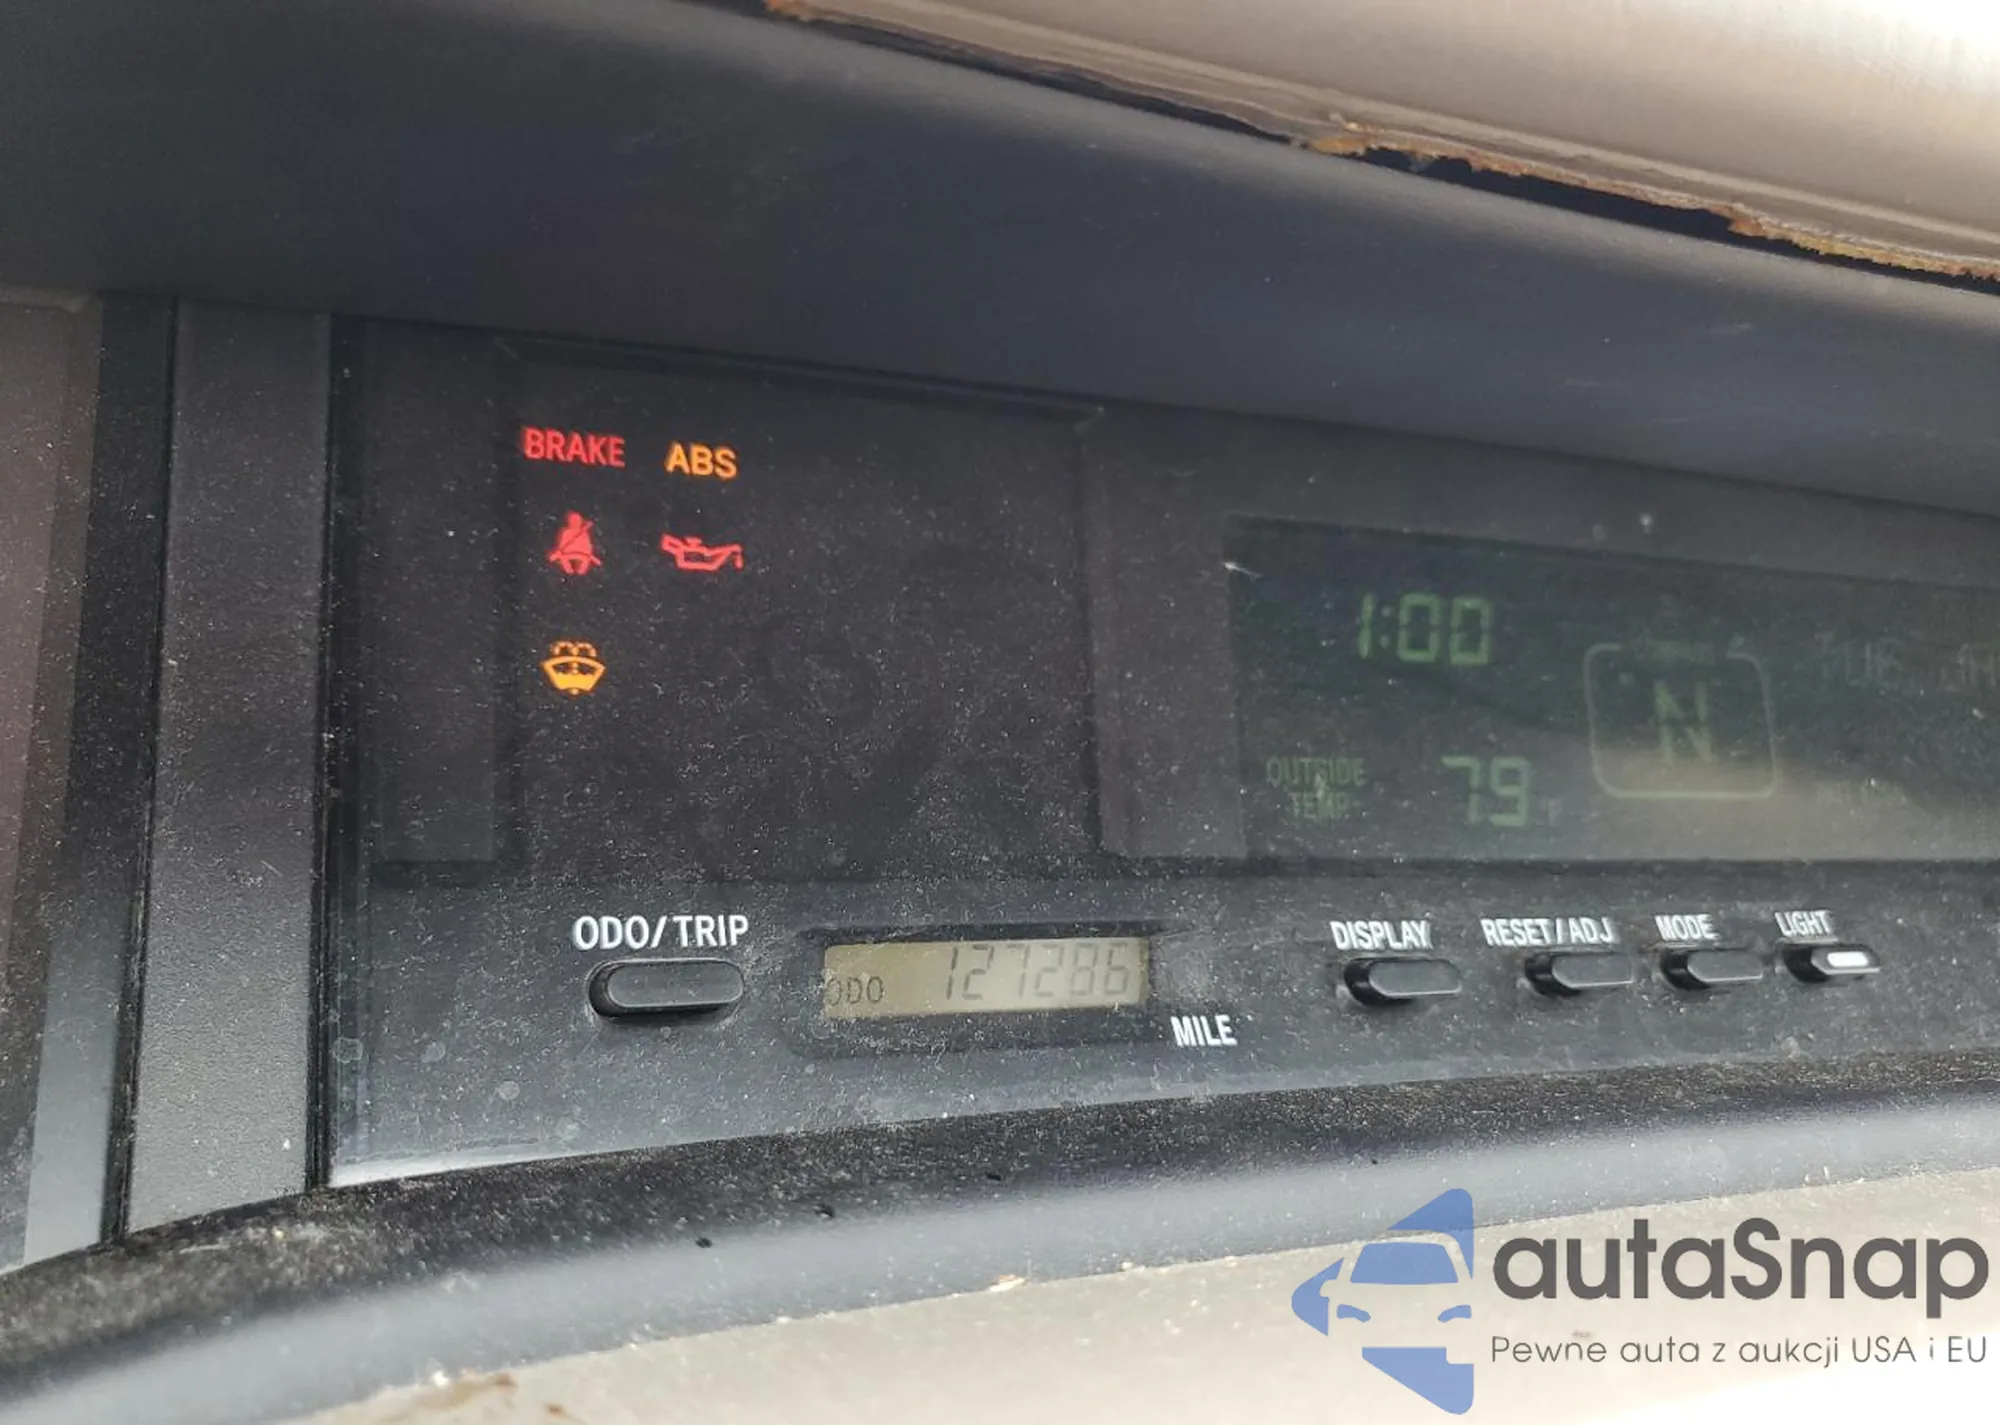 BRAKE ABS
1:00
N
OUTSIDE
TEMP
79
ODO/TRIP
ODO 127286
MILE
DISPLAY RESET/ADJ MODE LIGHT
autaSnap
Pewne auta z aukcji USA i EU